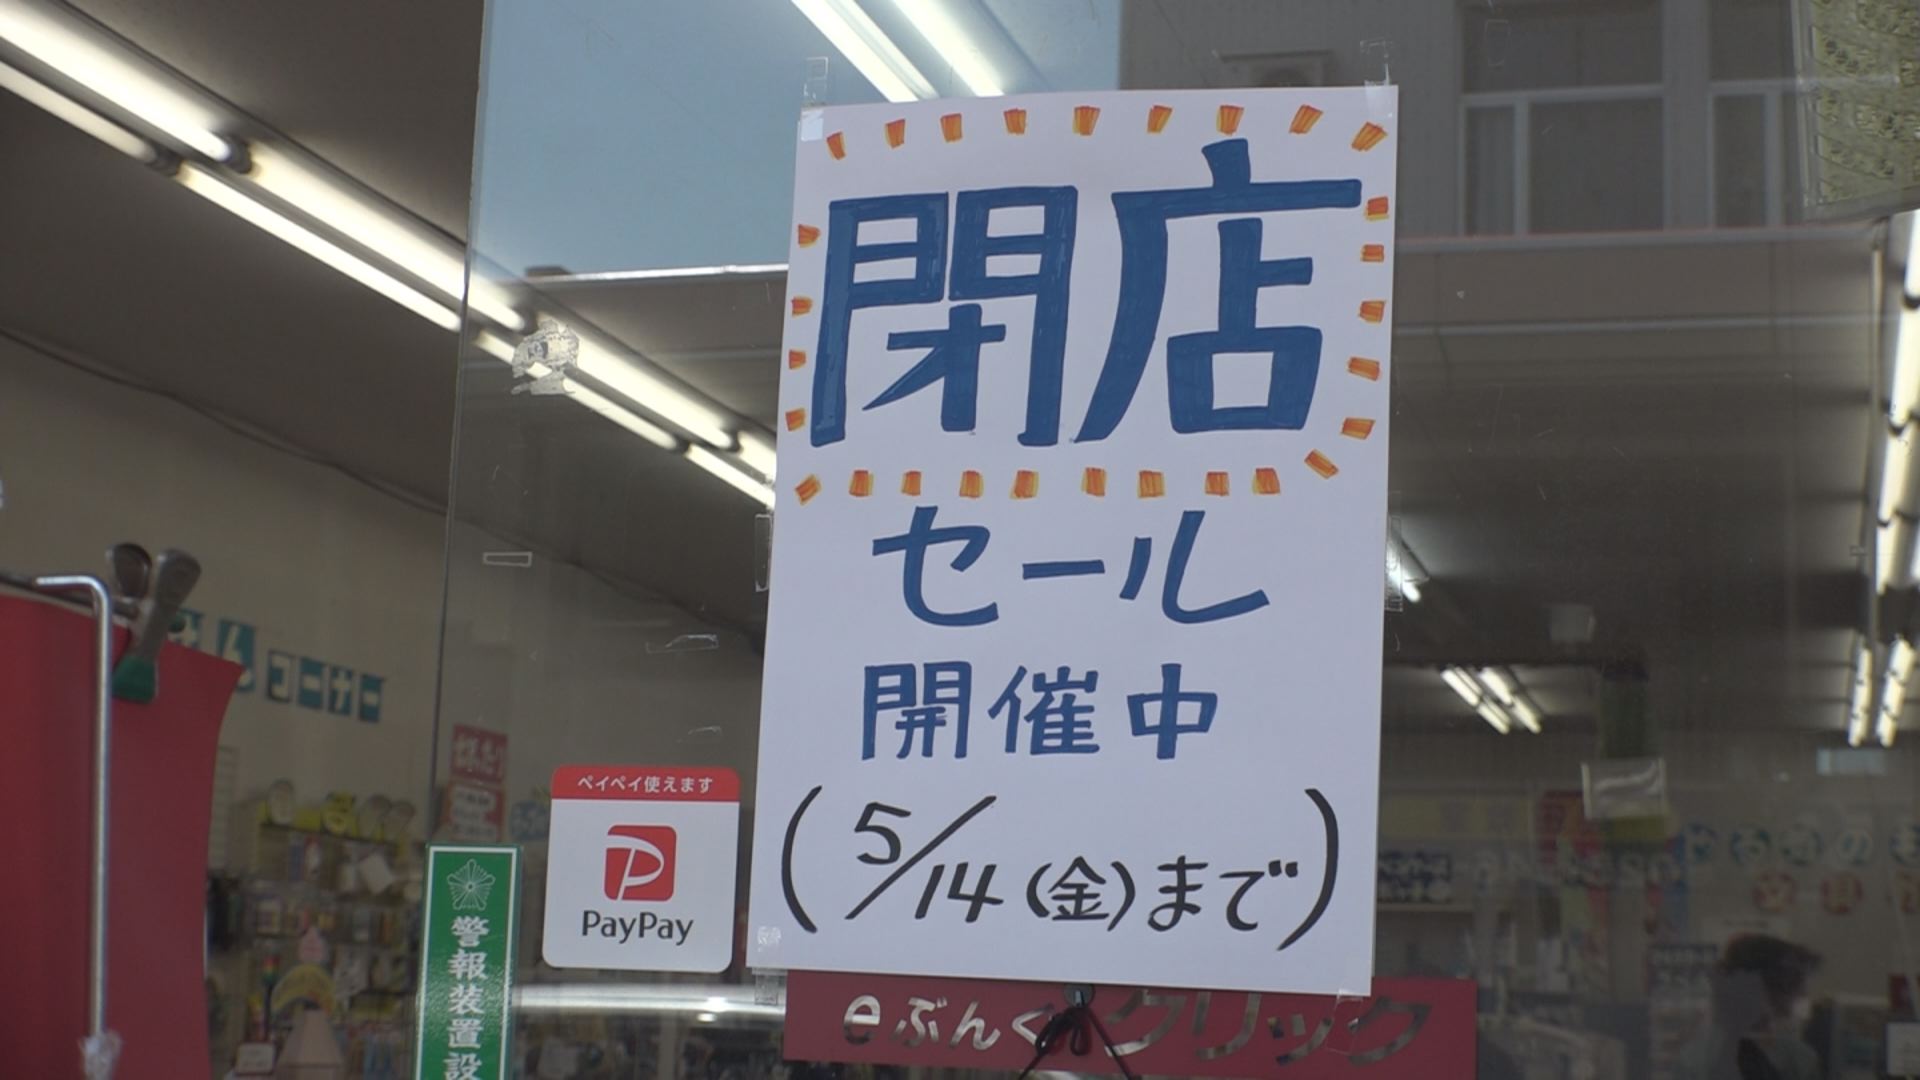 閉店
セール
開催中
(5/14(金)まで)
ペイペイ使えます
PayPay
警報装置設
eぶんぐ クリック
コーナー